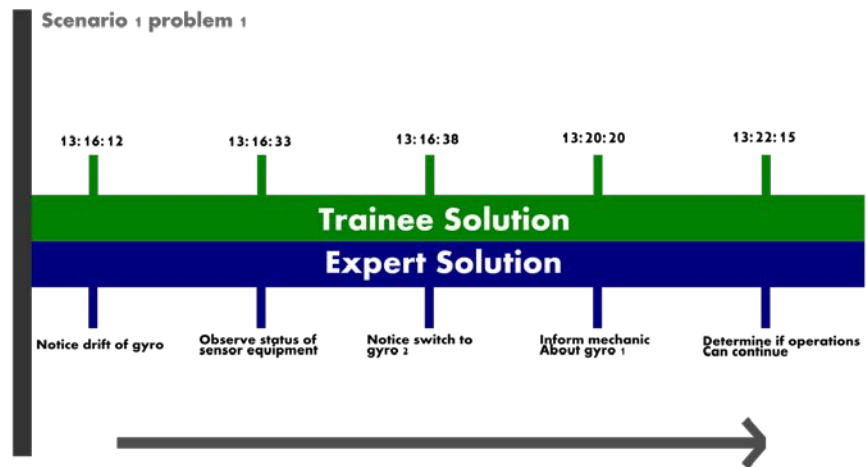 Scenario 1 problem 1
13:16:12
13:16:33
13:16:38
13:20:20
13:22:15
Trainee Solution
Expert Solution
Notice drift of gyro
Observe status of
sensor equipment
Notice switch to
gyro 2
Inform mechanic
About gyro 1
Determine if operations
Can continue